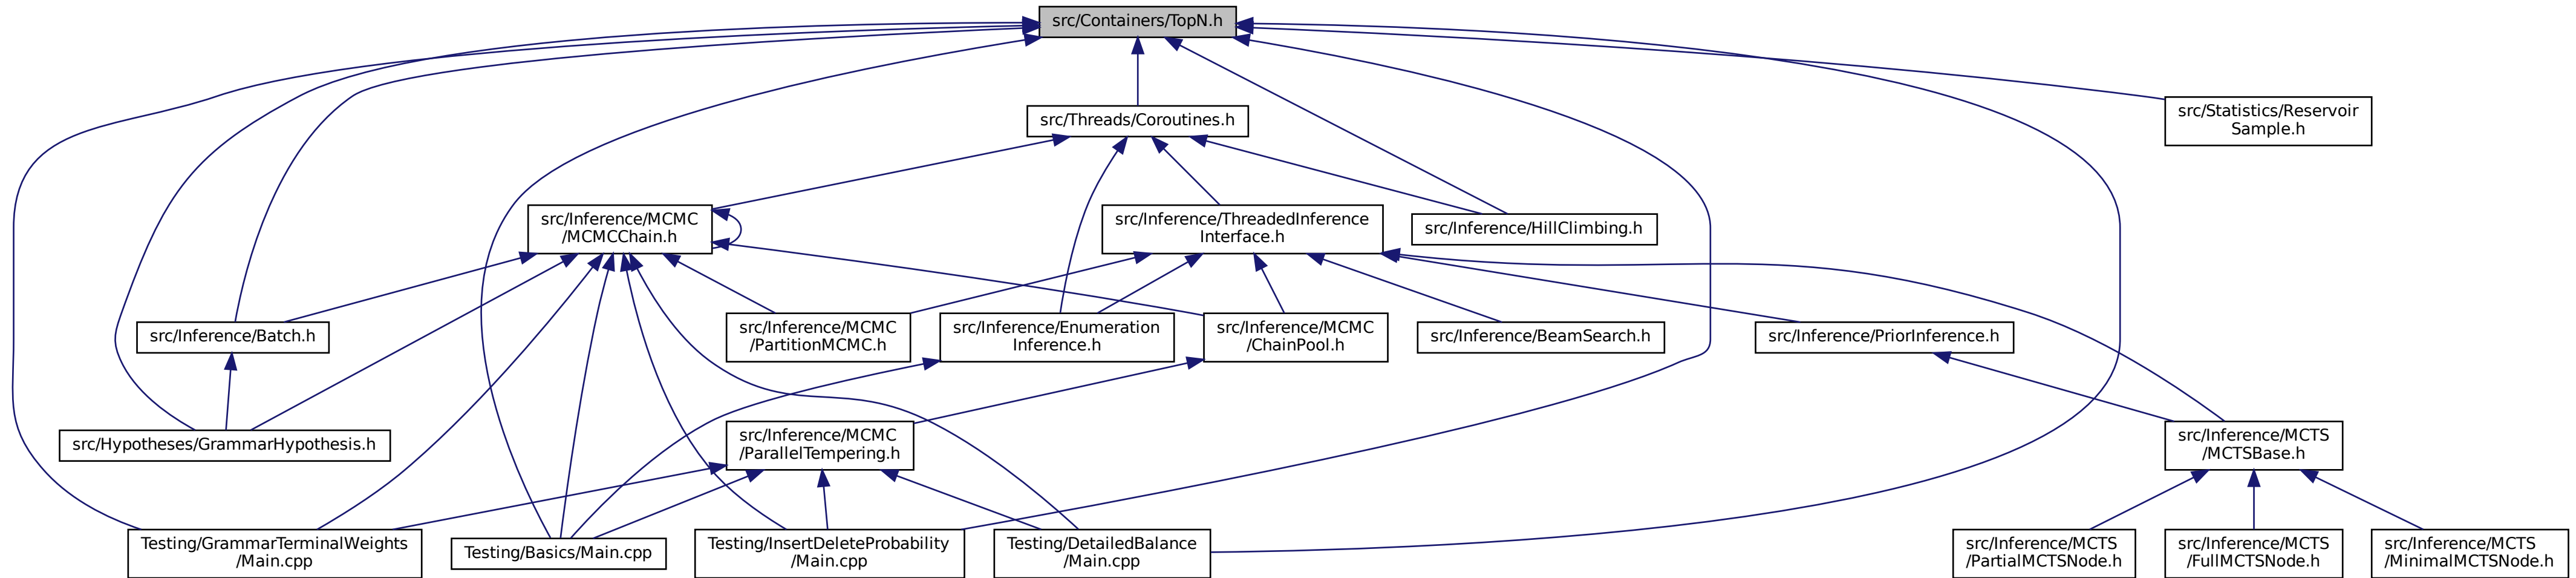 src/Containers/TopN.h
src/Statistics/Reservoir
Sample.h
src/Threads/Coroutines.h
src/Inference/MCMC
/MCMCChain.h
src/Inference/ThreadedInference
Interface.h
src/Inference/HillClimbing.h
src/Inference/Batch.h
src/Inference/MCMC
/PartitionMCMC.h
src/Inference/Enumeration
Inference.h
src/Inference/MCMC
/ChainPool.h
src/Inference/BeamSearch.h
src/Inference/PriorInference.h
src/Hypotheses/GrammarHypothesis.h
src/Inference/MCMC
/ParallelTempering.h
src/Inference/MCTS
/MCTSBase.h
Testing/GrammarTerminalWeights
/Main.cpp
Testing/Basics/Main.cpp
Testing/InsertDeleteProbability
/Main.cpp
Testing/DetailedBalance
/Main.cpp
src/Inference/MCTS
/PartialMCTSNode.h
src/Inference/MCTS
/FullMCTSNode.h
src/Inference/MCTS
/MinimalMCTSNode.h